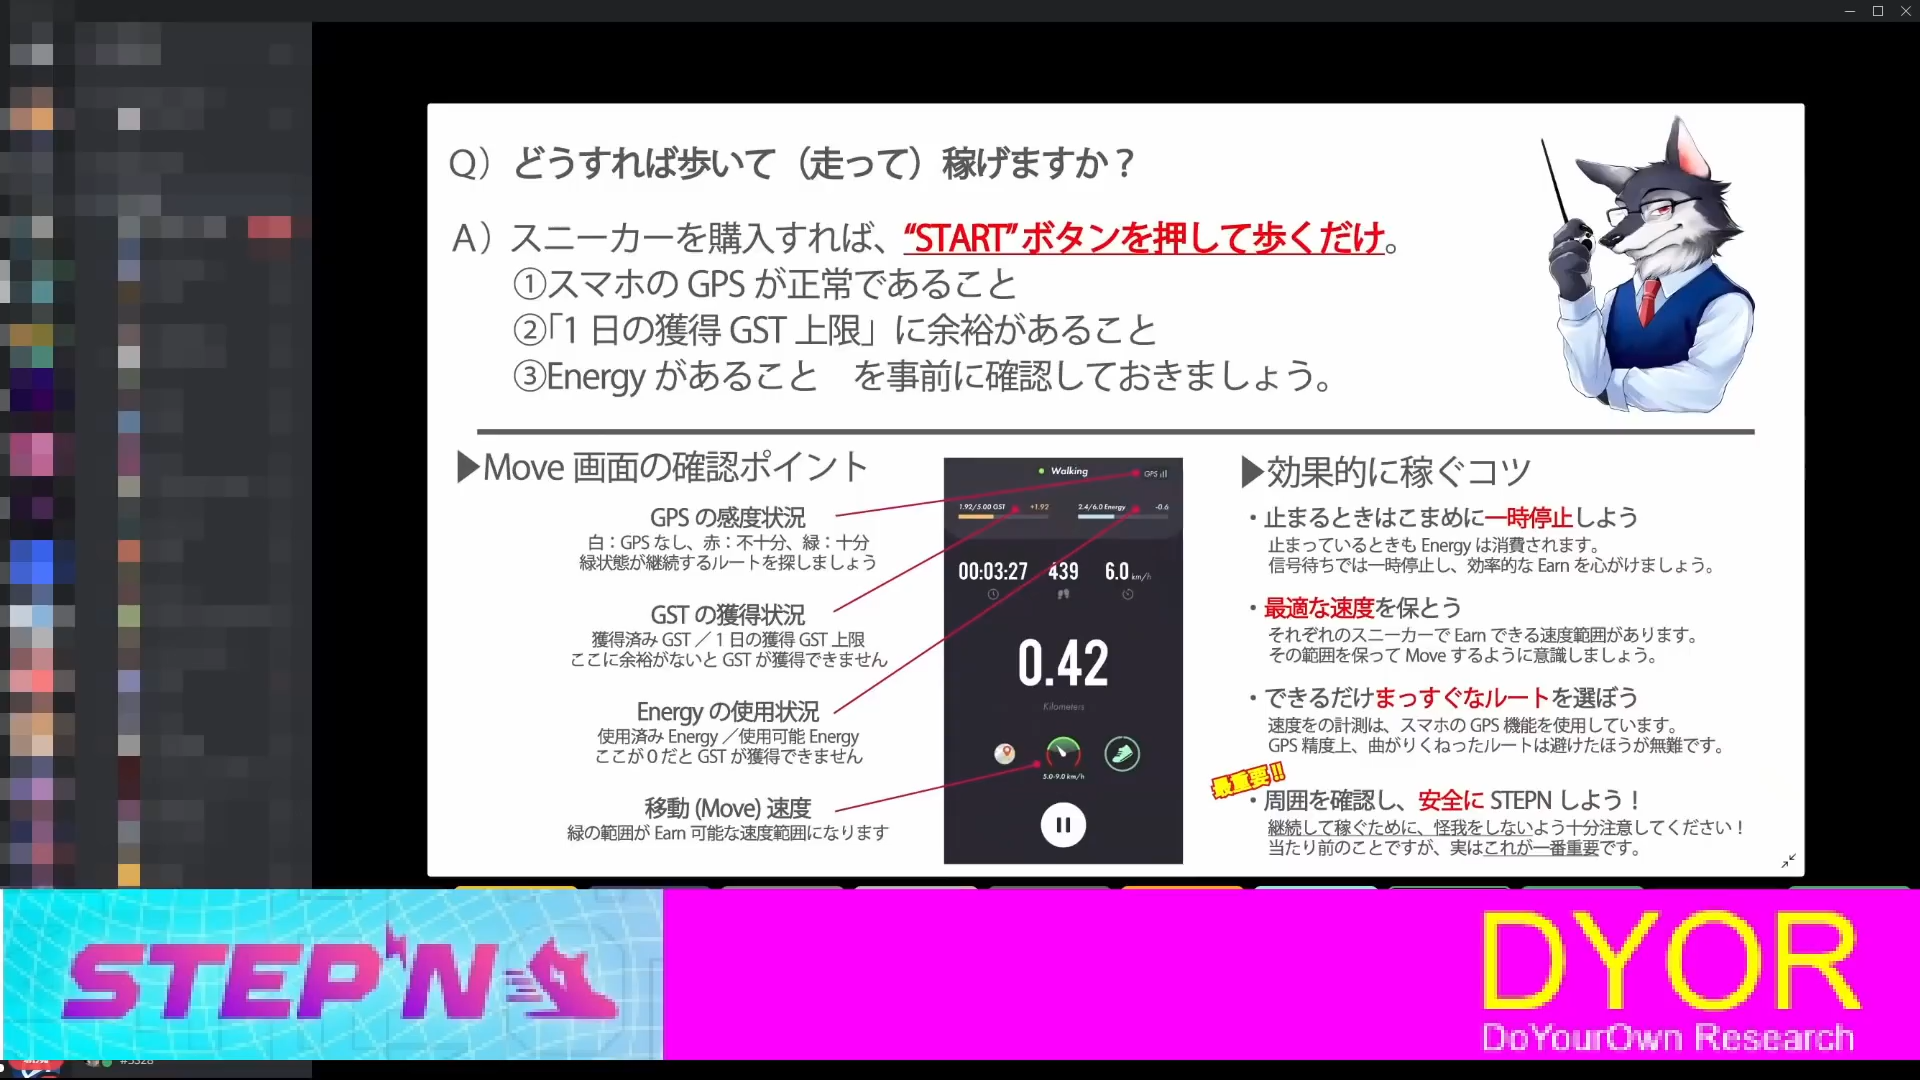 Q）どうすれば歩いて（走って）稼げますか？
A）スニーカーを購入すれば、“START”ボタンを押して歩くだけ。
①スマホの GPS が正常であること
②「1 日の獲得 GST 上限」に余裕があること
③Energy があること　を事前に確認しておきましょう。
▶Move 画面の確認ポイント
GPS の感度状況
白：GPS なし、赤：不十分、緑：十分
緑状態が継続するルートを探しましょう
GST の獲得状況
獲得済み GST ／ 1 日の獲得 GST 上限
ここに余裕がないと GST が獲得できません
Energy の使用状況
使用済み Energy ／使用可能 Energy
ここが 0 だと GST が獲得できません
移動 (Move) 速度
緑の範囲が Earn 可能な速度範囲になります
Walking
GPS
1.92/5.00 GST +1.92 2.4/6.0 Energy -0.6
00:03:27 439 6.0 km/h
0.42
Kilometers
5.0-9.0 km/h
▶効果的に稼ぐコツ
・止まるときはこまめに一時停止しよう
止まっているときも Energy は消費されます。
信号待ちでは一時停止し、効率的な Earn を心がけましょう。
・最適な速度を保とう
それぞれのスニーカーで Earn できる速度範囲があります。
その範囲を保って Move するように意識しましょう。
・できるだけまっすぐなルートを選ぼう
速度をの計測は、スマホの GPS 機能を使用しています。
GPS 精度上、曲がりくねったルートは避けたほうが無難です。
最重要!!
・周囲を確認し、安全に STEPN しよう！
継続して稼ぐために、怪我をしないよう十分注意してください！
当たり前のことですが、実はこれが一番重要です。
STEP'N
DYOR
DoYourOwn Research